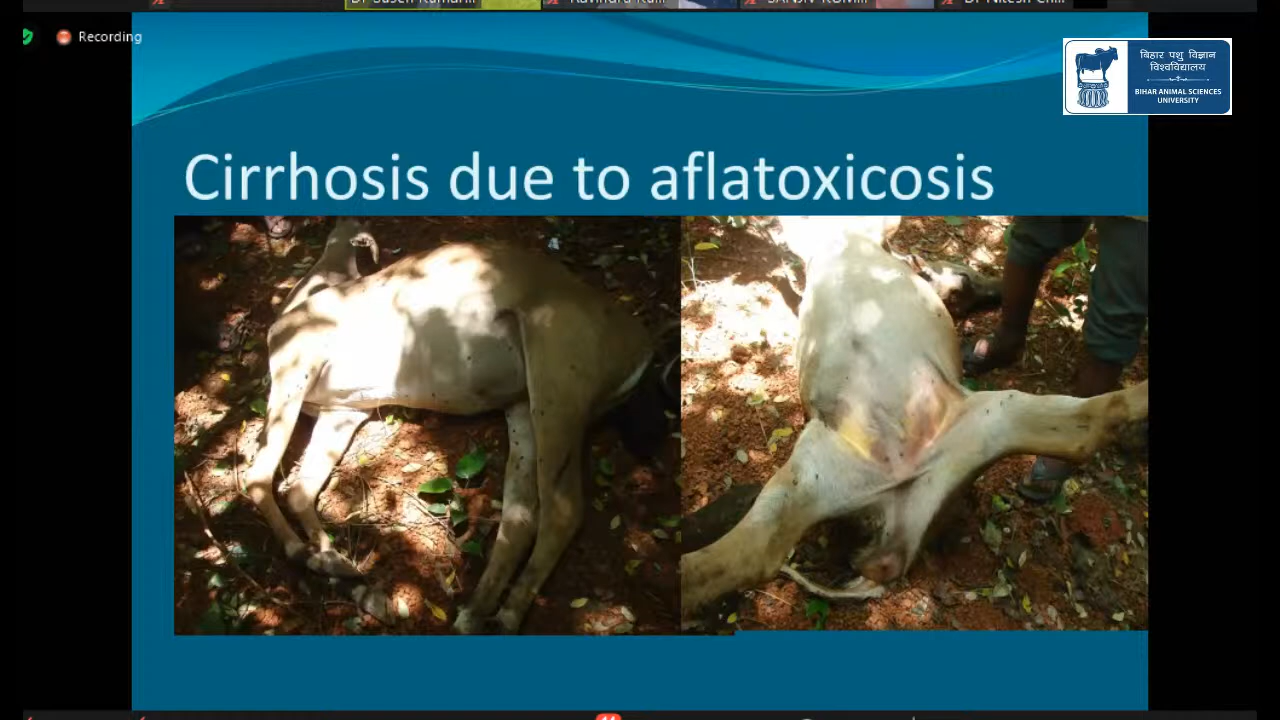 Recording
बिहार पशु विज्ञान
विश्वविद्यालय
BIHAR ANIMAL SCIENCES
UNIVERSITY
Cirrhosis due to aflatoxicosis